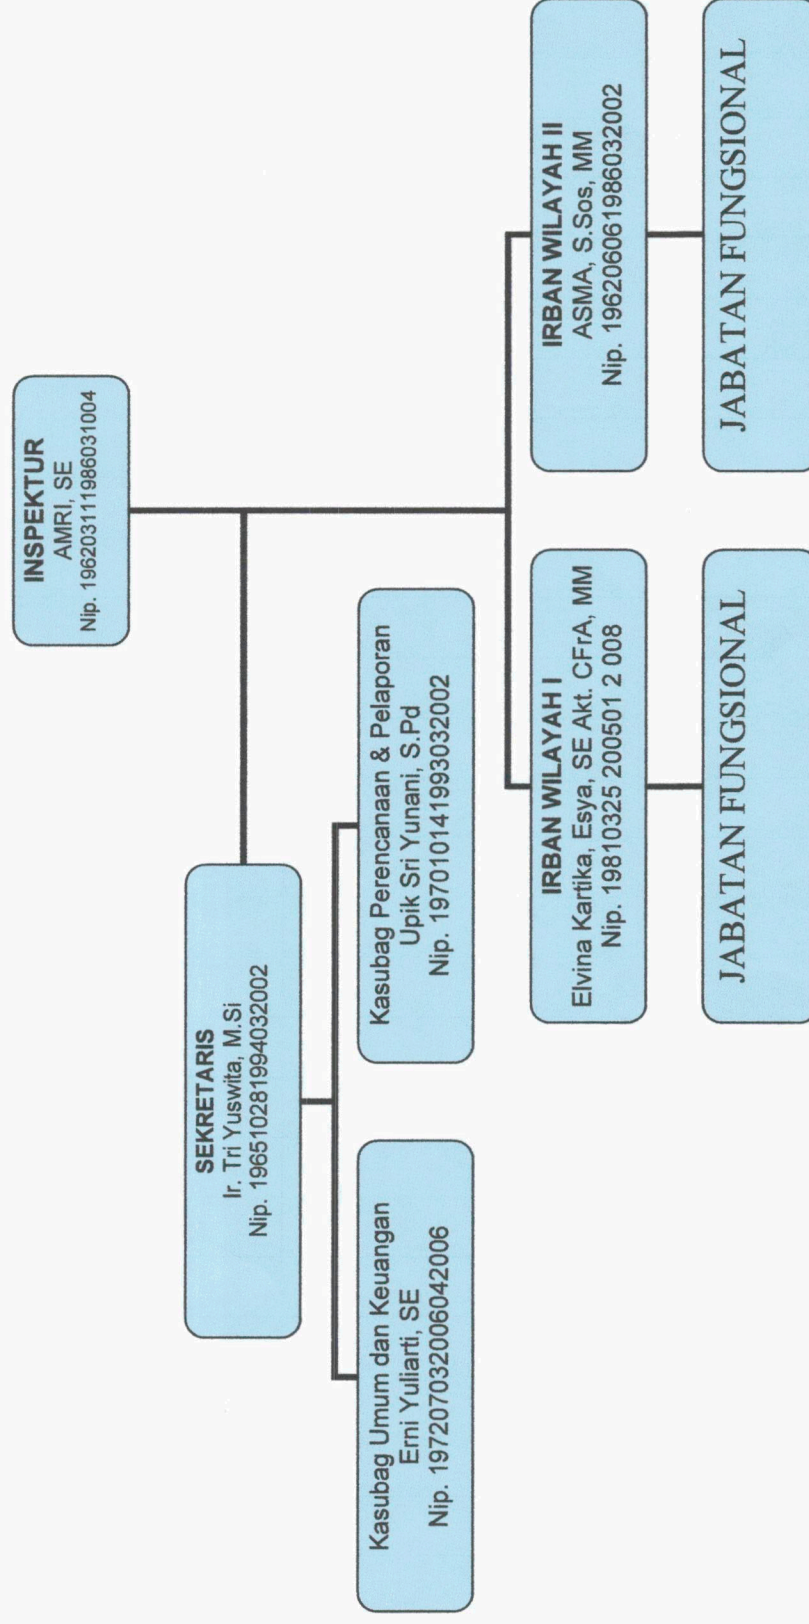 INSPEKTUR
AMRI, SE
Nip. 196203111986031004
SEKRETARIS
Ir. Tri Yuswita, M.Si
Nip. 196510281994032002
Kasubag Umum dan Keuangan
Erni Yuliarti, SE
Nip. 197207032006042006
Kasubag Perencanaan & Pelaporan
Upik Sri Yunani, S.Pd
Nip. 197010141993032002
IRBAN WILAYAH I
Elvina Kartika, Esya, SE Akt. CFrA, MM
Nip. 19810325 200501 2 008
IRBAN WILAYAH II
ASMA, S.Sos, MM
Nip. 196206061986032002
JABATAN FUNGSIONAL
JABATAN FUNGSIONAL